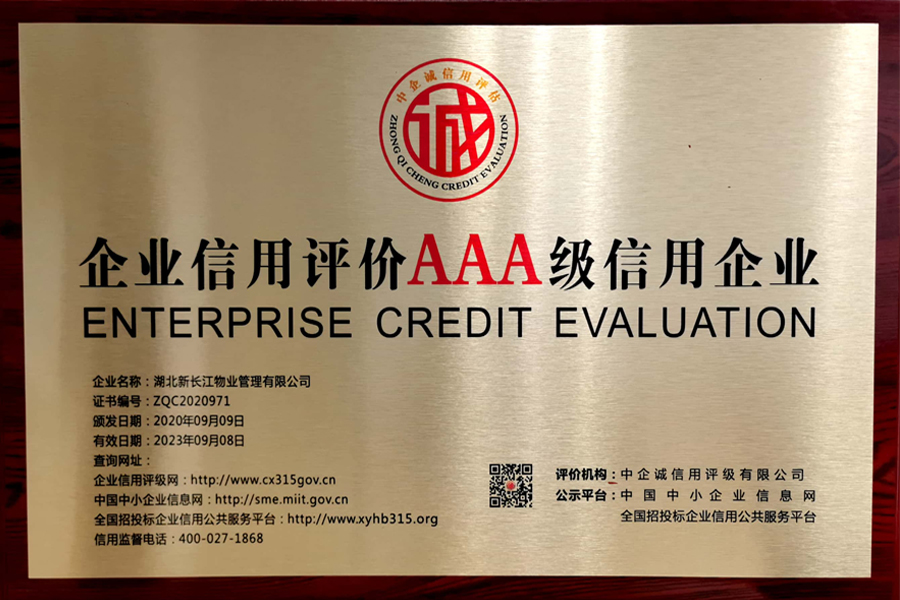 中企诚信用评估
诚
ZHONG QI CHENG CREDIT EVALUATION
企业信用评价AAA级信用企业
ENTERPRISE CREDIT EVALUATION
企业名称：湖北新长江物业管理有限公司
证书编号：ZQC2020971
颁发日期：2020年09月09日
有效日期：2023年09月08日
查询网址：
企业信用评级网：http://www.cx315gov.cn
中国中小企业信息网：http://sme.miit.gov.cn
全国招投标企业信用公共服务平台：http://www.xyhb315.org
信用监督电话：400-027-1868
评价机构：中企诚信用评级有限公司
公示平台：中国中小企业信息网
全国招投标企业信用公共服务平台